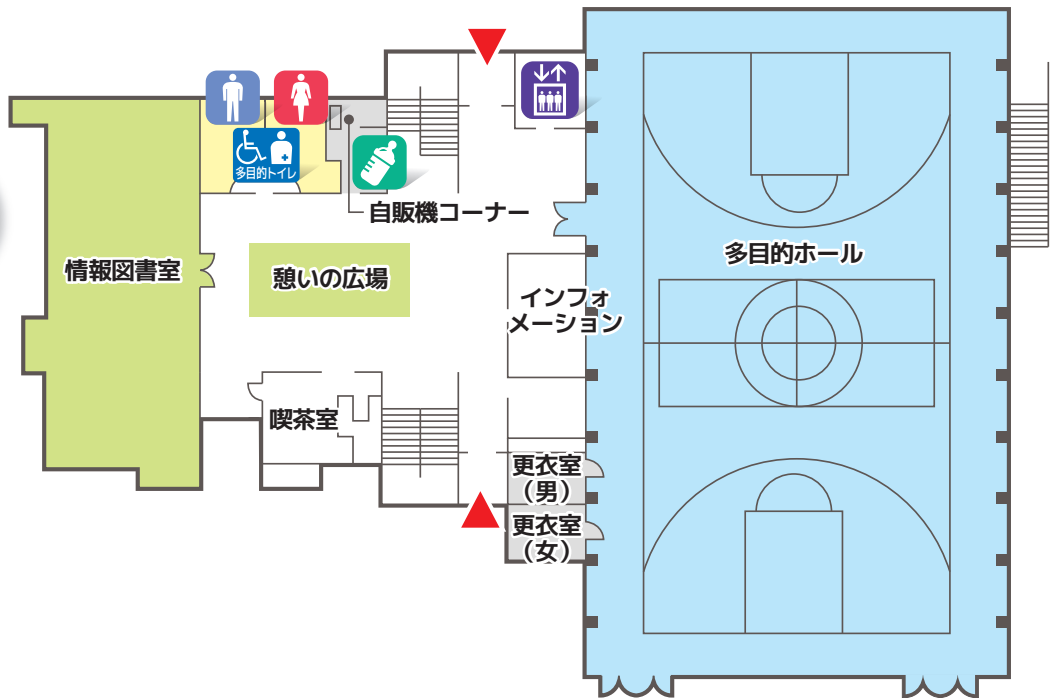 多目的トイレ
自販機コーナー
多目的ホール
情報図書室
憩いの広場
インフォ
メーション
喫茶室
更衣室
（男）
更衣室
（女）